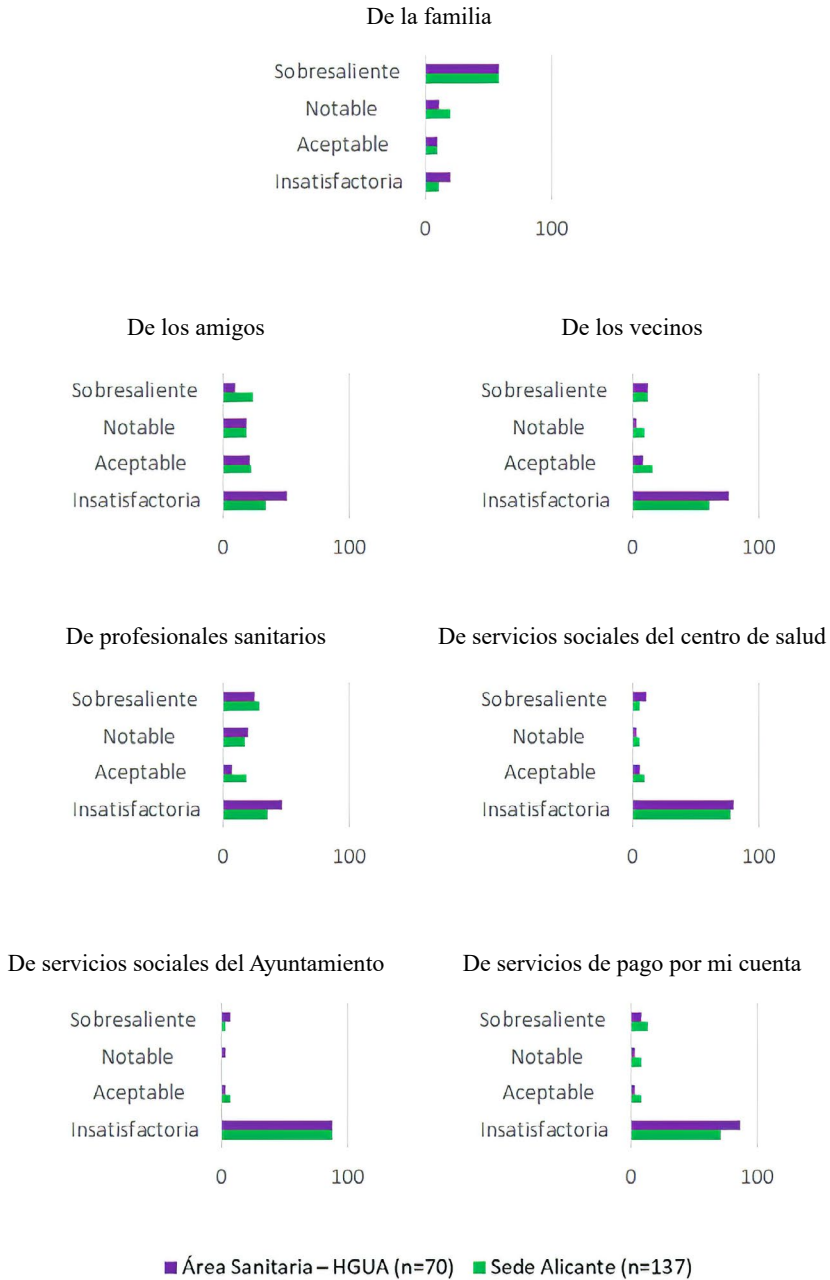 De la familia
Sobresaliente
Notable
Aceptable
Insatisfactoria
0 100
De los amigos
Sobresaliente
Notable
Aceptable
Insatisfactoria
0 100
De los vecinos
Sobresaliente
Notable
Aceptable
Insatisfactoria
0 100
De profesionales sanitarios
Sobresaliente
Notable
Aceptable
Insatisfactoria
0 100
De servicios sociales del centro de salud
Sobresaliente
Notable
Aceptable
Insatisfactoria
0 100
De servicios sociales del Ayuntamiento
Sobresaliente
Notable
Aceptable
Insatisfactoria
0 100
De servicios de pago por mi cuenta
Sobresaliente
Notable
Aceptable
Insatisfactoria
0 100
Área Sanitaria – HGUA (n=70) Sede Alicante (n=137)